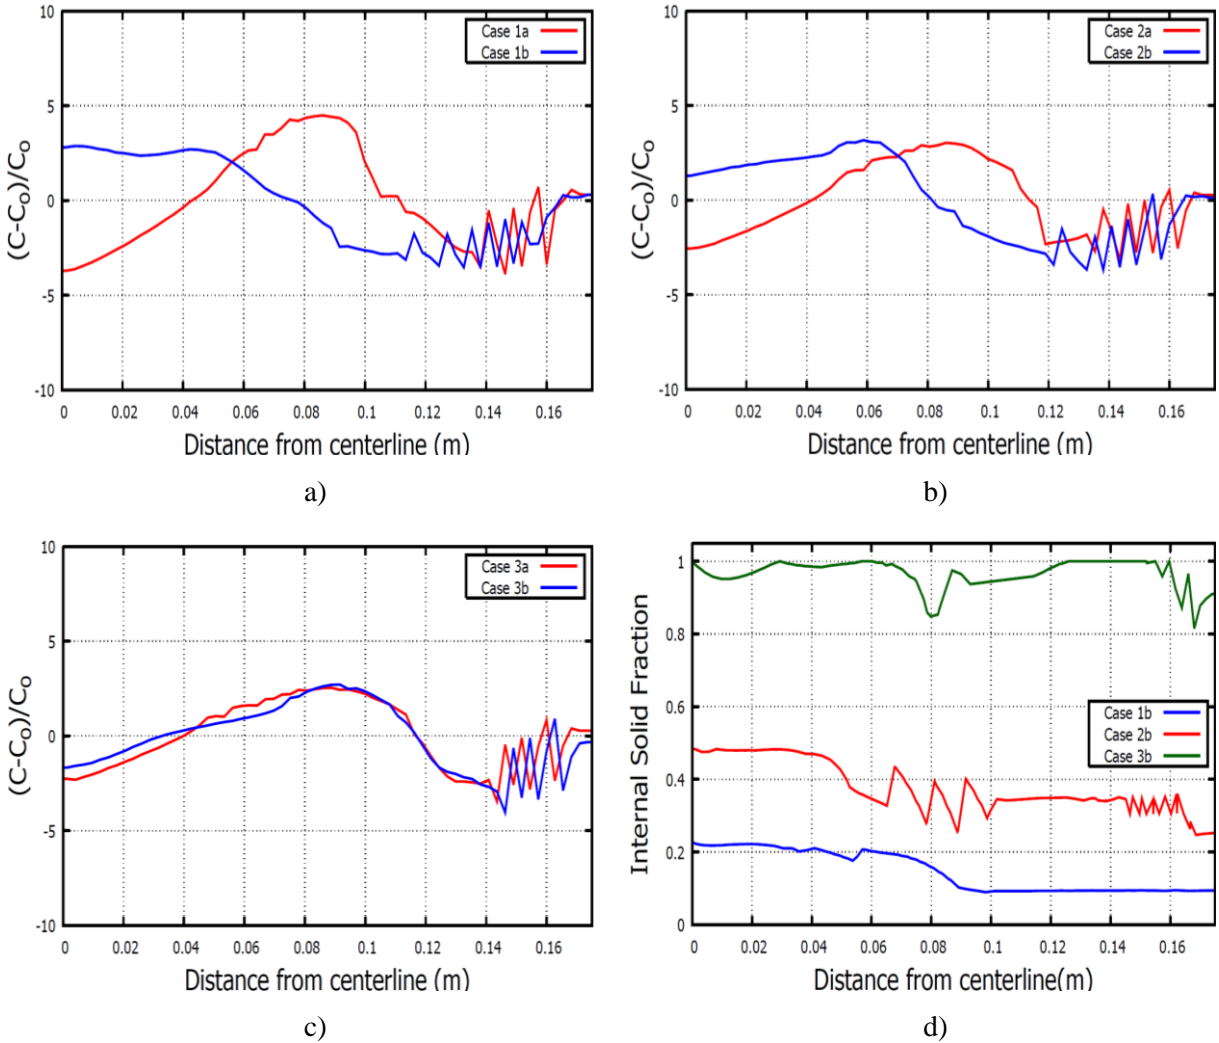 Case 1a
Case 1b
10
5
0
-5
-10
(C-Co)/Co
0 0.02 0.04 0.06 0.08 0.1 0.12 0.14 0.16
Distance from centerline (m)
a)
Case 2a
Case 2b
10
5
0
-5
-10
(C-Co)/Co
0 0.02 0.04 0.06 0.08 0.1 0.12 0.14 0.16
Distance from centerline (m)
b)
Case 3a
Case 3b
10
5
0
-5
-10
(C-Co)/Co
0 0.02 0.04 0.06 0.08 0.1 0.12 0.14 0.16
Distance from centerline (m)
c)
1
0.8
0.6
0.4
0.2
0
Internal Solid Fraction
Case 1b
Case 2b
Case 3b
0 0.02 0.04 0.06 0.08 0.1 0.12 0.14 0.16
Distance from centerline(m)
d)